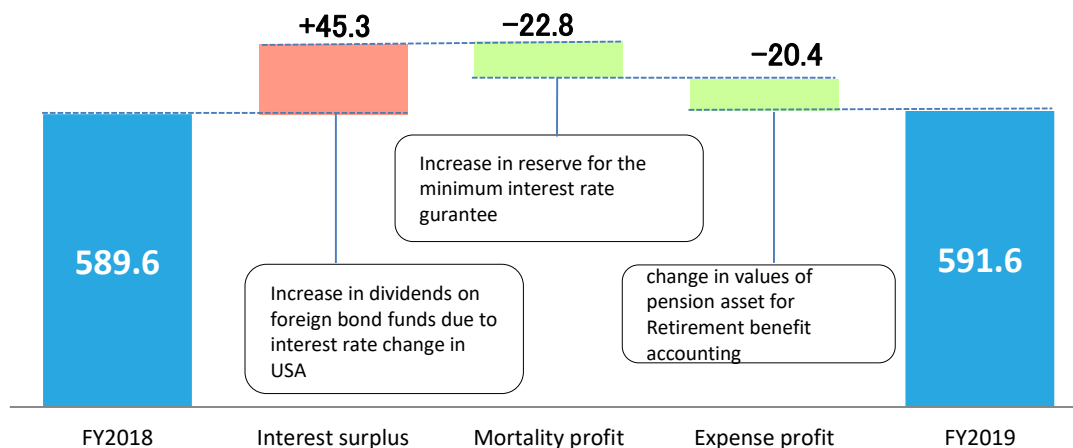 +45.3
−22.8
−20.4
Increase in reserve for the
minimum interest rate
gurantee
589.6
591.6
change in values of
pension asset for
Retirement benefit
accounting
Increase in dividends on
foreign bond funds due to
interest rate change in
USA
FY2018
Interest surplus
Mortality profit
Expense profit
FY2019